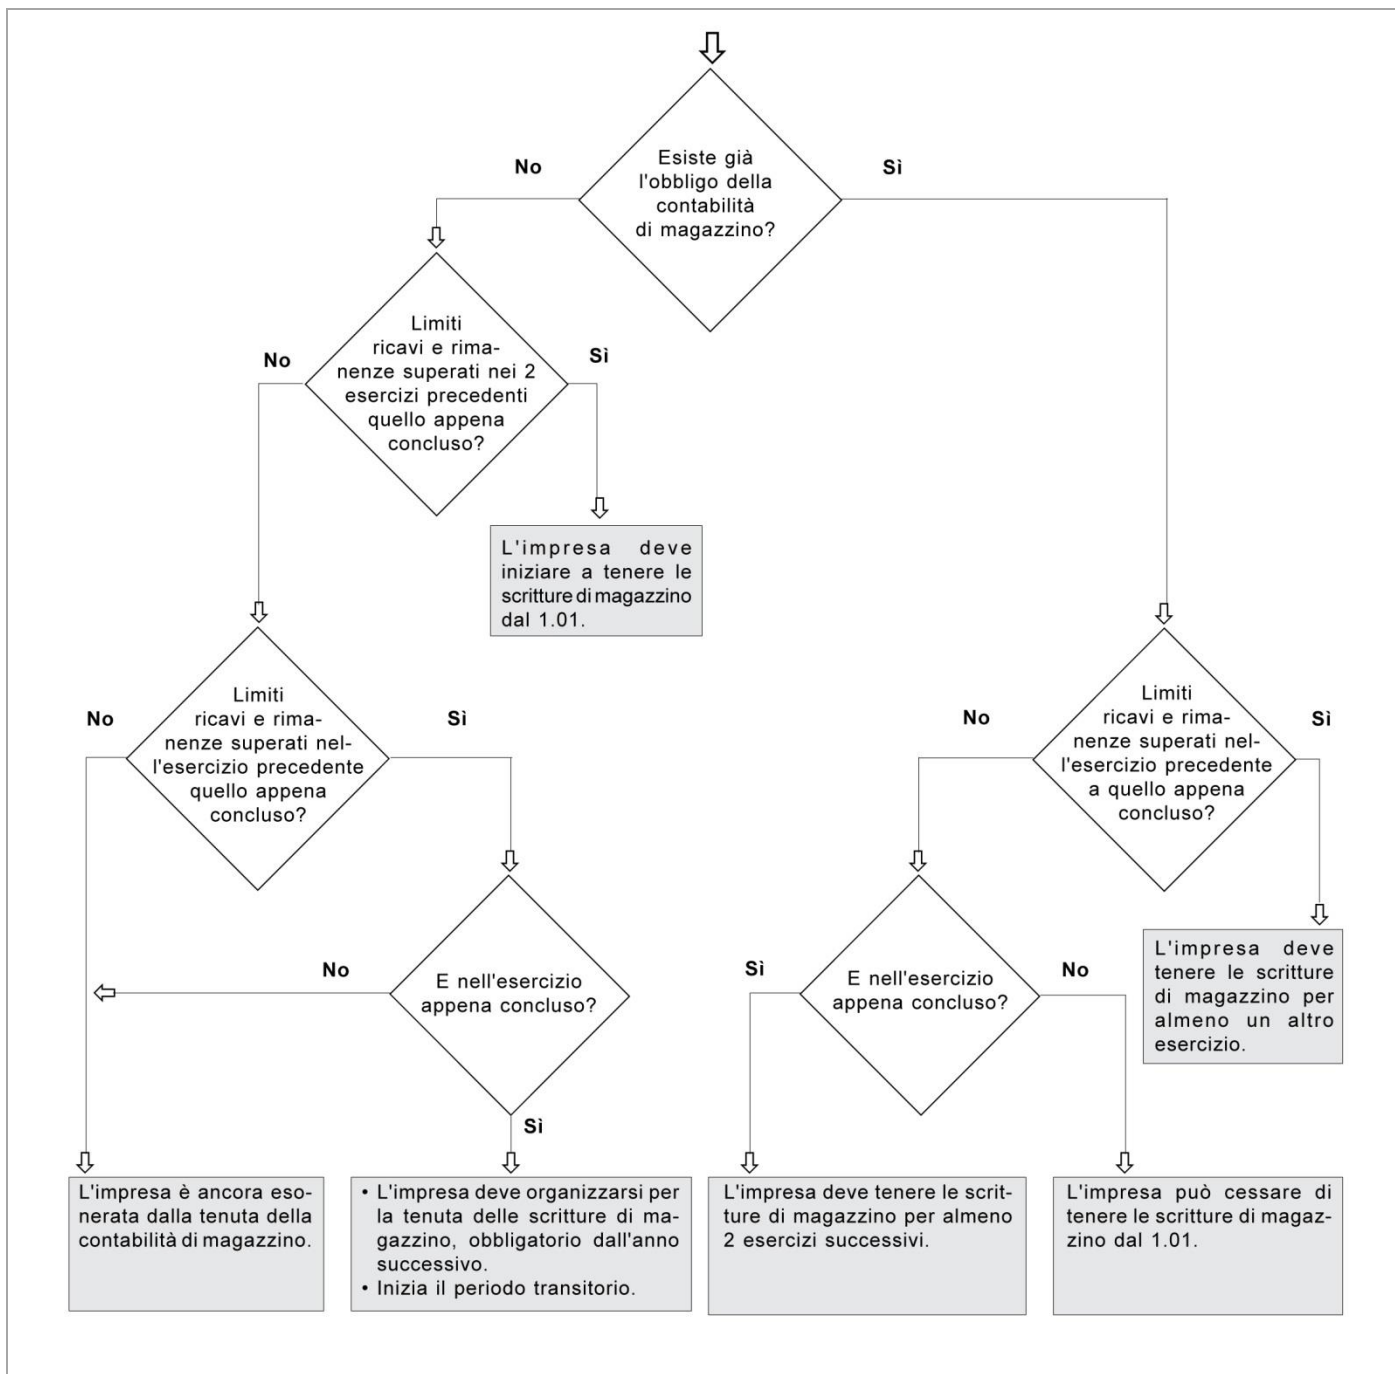 Esiste già
l'obbligo della
contabilità
di magazzino?
No
Sì
Limiti
ricavi e rima-
nenze superati nei 2
esercizi precedenti
quello appena
concluso?
No
Sì
L'impresa deve
iniziare a tenere le
scritture di magazzino
dal 1.01.
Limiti
ricavi e rima-
nenze superati nel-
l'esercizio precedente
quello appena
concluso?
No
Sì
Limiti
ricavi e rima-
nenze superati nel-
l'esercizio precedente
a quello appena
concluso?
No
Sì
L'impresa deve
tenere le scritture
di magazzino per
almeno un altro
esercizio.
E nell'esercizio
appena concluso?
No
Sì
E nell'esercizio
appena concluso?
Sì
No
L'impresa è ancora eso-
nerata dalla tenuta della
contabilità di magazzino.
• L'impresa deve organizzarsi per
la tenuta delle scritture di ma-
gazzino, obbligatorio dall'anno
successivo.
• Inizia il periodo transitorio.
L'impresa deve tenere le scrit-
ture di magazzino per almeno
2 esercizi successivi.
L'impresa può cessare di
tenere le scritture di magaz-
zino dal 1.01.